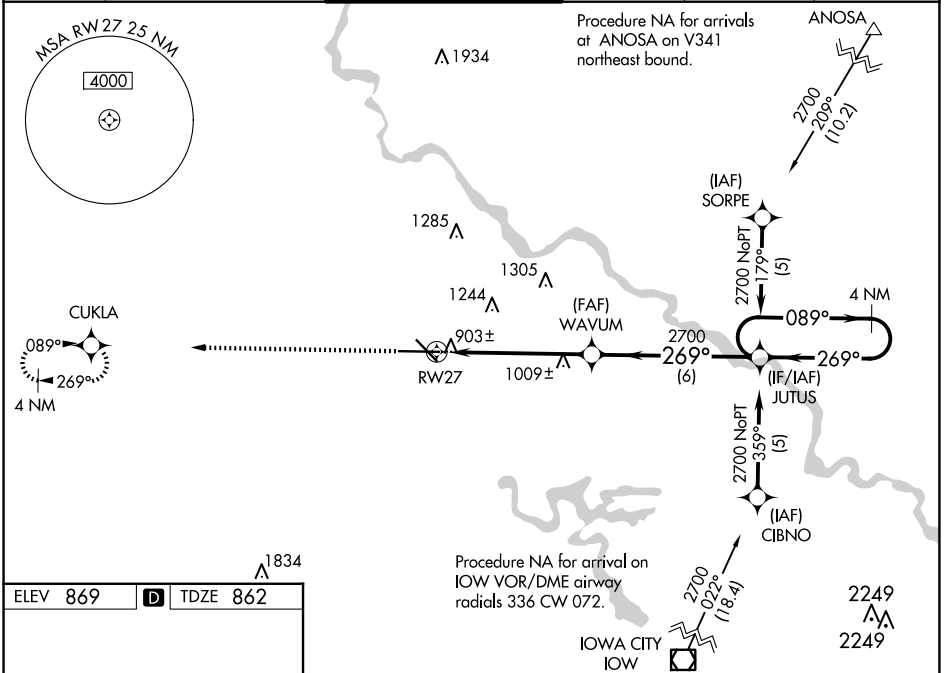 MSA RW 27 25 NM
4000
1934
Procedure NA for arrivals
at ANOSA on V341
northeast bound.
ANOSA
2700
209°
(10.2)
(IAF)
SORPE
2700 NoPT
179°
(5)
4 NM
089°
269°
(IF/IAF)
JUTUS
1285
1305
1244
(FAF)
WAVUM
2700
269°
(6)
903±
RW27
1009±
CUKLA
089°
269°
4 NM
2700 NoPT
359°
(5)
(IAF)
CIBNO
1834
Procedure NA for arrival on
IOW VOR/DME airway
radials 336 CW 072.
2700
022°
(18.4)
IOWA CITY
IOW
2249
2249
ELEV 869 D TDZE 862